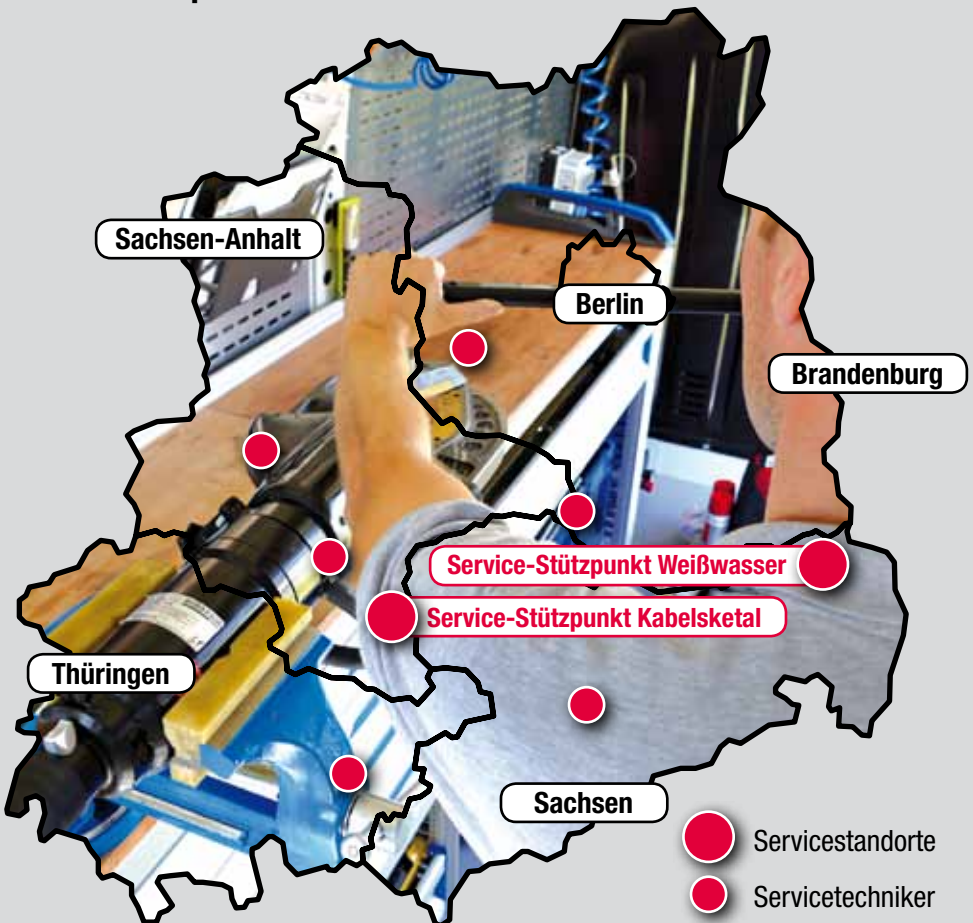 Sachsen-Anhalt
Berlin
Brandenburg
Service-Stützpunkt Weißwasser
Service-Stützpunkt Kabelsketal
Thüringen
Sachsen
Servicestandorte
Servicetechniker